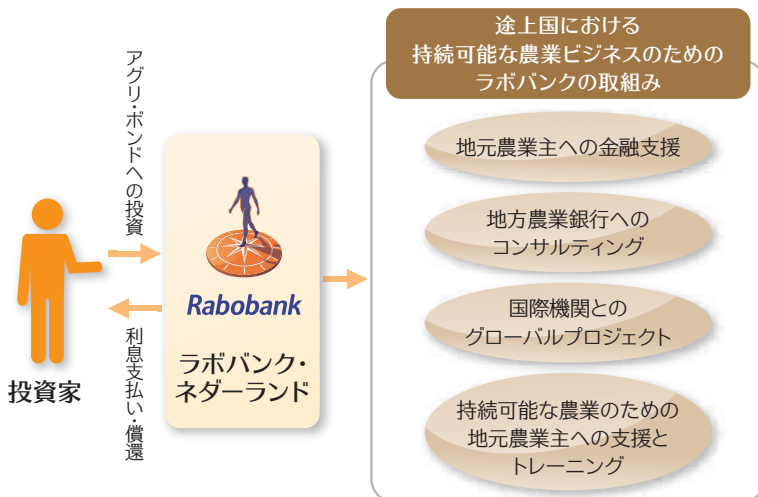 アグリ・ボンドへの投資
投資家
利息支払い・償還
Rabobank
ラボバンク・
ネダーランド
途上国における
持続可能な農業ビジネスのための
ラボバンクの取組み
地元農業主への金融支援
地方農業銀行への
コンサルティング
国際機関との
グローバルプロジェクト
持続可能な農業のための
地元農業主への支援と
トレーニング